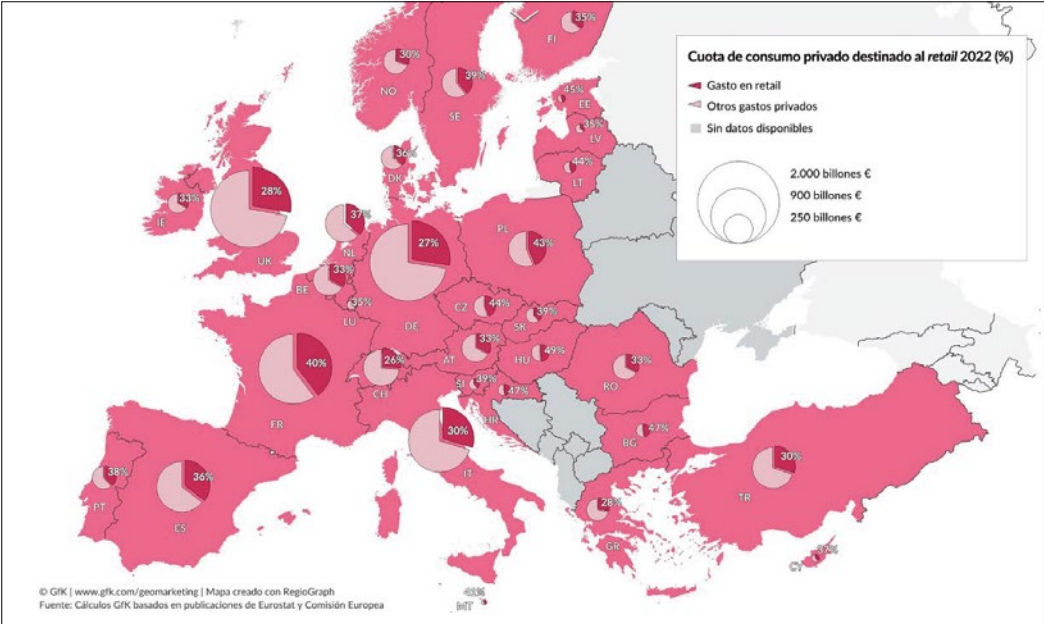 Cuota de consumo privado destinado al retail 2022 (%)
Gasto en retail
Otros gastos privados
Sin datos disponibles
2.000 billones €
900 billones €
250 billones €
35%
FI
30%
NO
39%
SE
45%
EE
35%
LV
44%
LT
36%
DK
33%
IE
28%
UK
37%
NL
27%
DE
43%
PL
33%
BE
35%
LU
44%
CZ
39%
SK
40%
FR
26%
CH
33%
AT
49%
HU
33%
RO
39%
SI
47%
HR
47%
BG
30%
IT
38%
PT
36%
ES
28%
GR
30%
TR
CY
MT
© GfK | www.gfk.com/geomarketing | Mapa creado con RegioGraph
Fuente: Cálculos GfK basados en publicaciones de Eurostat y Comisión Europea